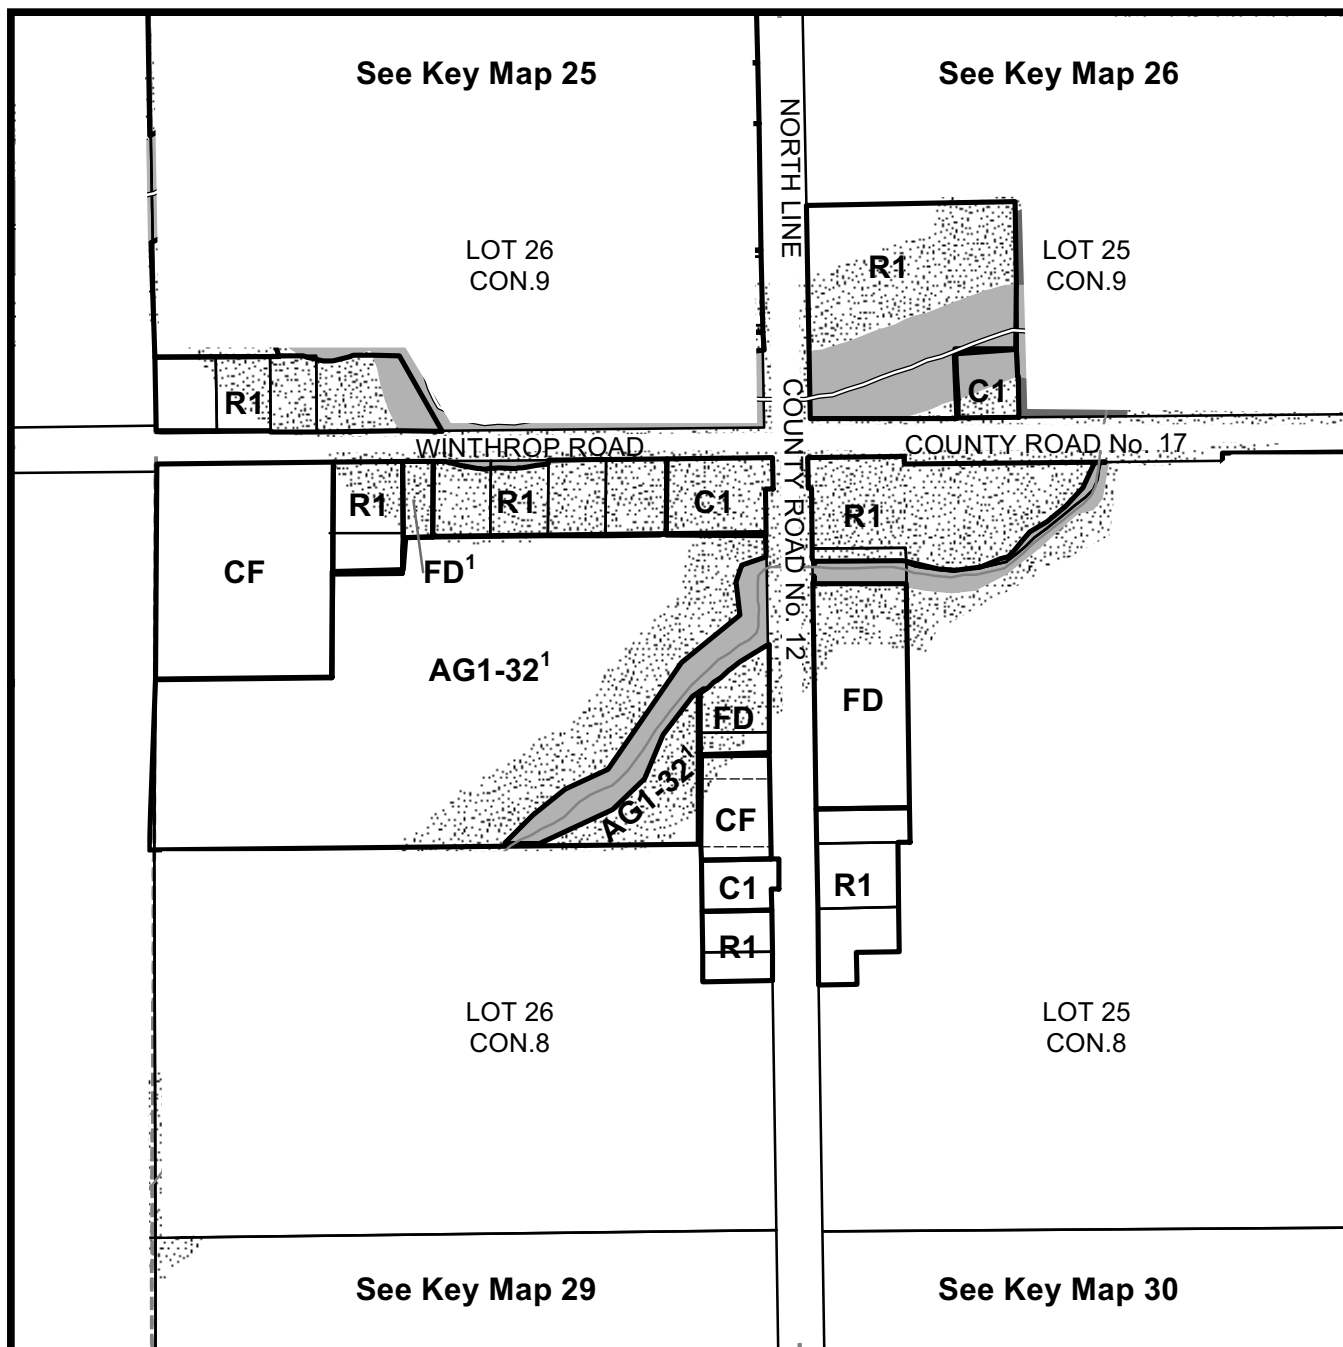 See Key Map 25
See Key Map 26
NORTH LINE
LOT 26
CON.9
R1
LOT 25
CON.9
R1
C1
COUNTY ROAD No. 12
WINTHROP ROAD
COUNTY ROAD No. 17
R1
R1
C1
R1
CF
FD¹
AG1-32¹
FD
FD
AG1-32¹
CF
C1
R1
R1
LOT 26
CON.8
LOT 25
CON.8
See Key Map 29
See Key Map 30